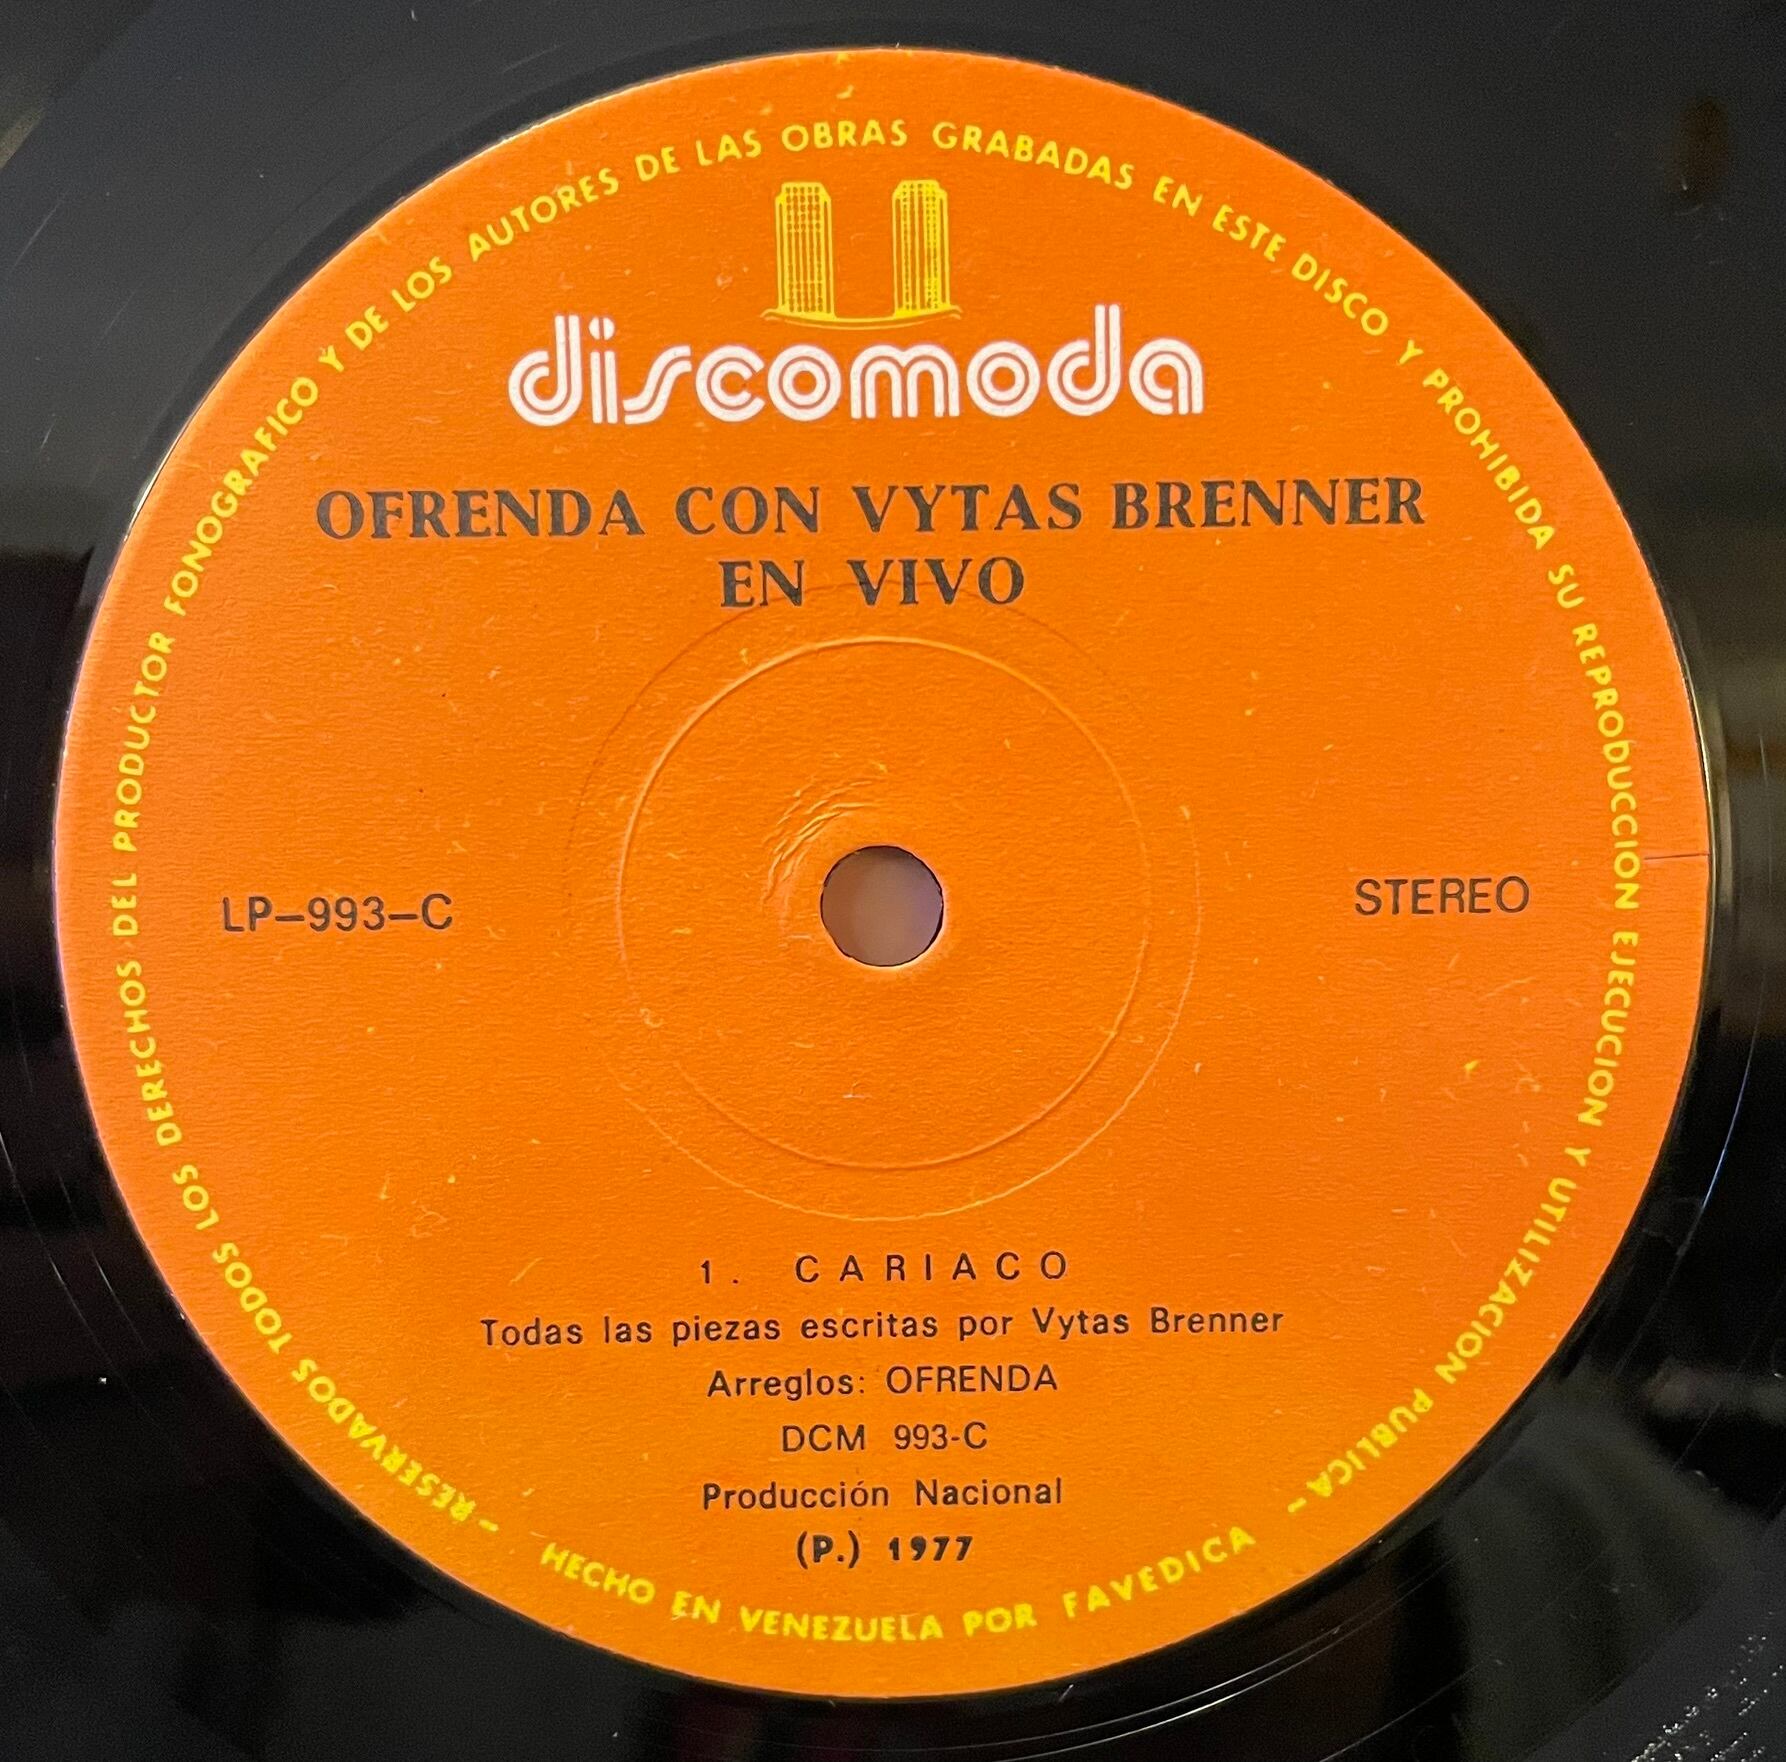 discomoda
OFRENDA CON VYTAS BRENNER
EN VIVO
LP–993–C
STEREO
1. CARIACO
Todas las piezas escritas por Vytas Brenner
Arreglos: OFRENDA
DCM 993-C
Producción Nacional
(P.) 1977
– RESERVADOS TODOS LOS DERECHOS DEL PRODUCTOR FONOGRAFICO Y DE LOS AUTORES DE LAS OBRAS GRABADAS EN ESTE DISCO Y PROHIBIDA SU REPRODUCCION EJECUCION Y UTILIZACION PUBLICA –
HECHO EN VENEZUELA POR FAVEDICA